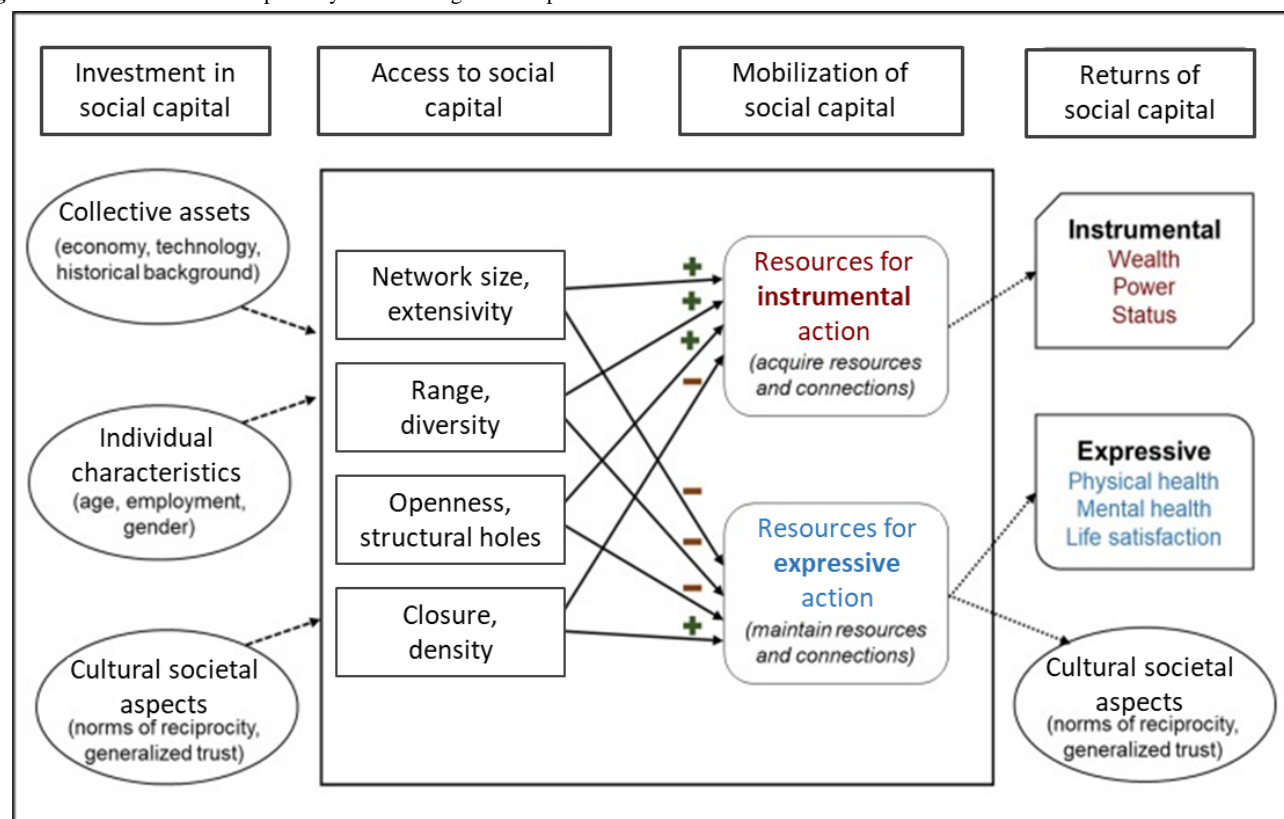 Investment in
social capital
Access to social
capital
Mobilization of
social capital
Returns of
social capital
Collective assets
(economy, technology,
historical background)
Individual
characteristics
(age, employment,
gender)
Cultural societal
aspects
(norms of reciprocity,
generalized trust)
Network size,
extensivity
Range,
diversity
Openness,
structural holes
Closure,
density
+
+
+
−
−
−
−
+
Resources for
instrumental
action
(acquire resources
and connections)
Resources for
expressive
action
(maintain resources
and connections)
Instrumental
Wealth
Power
Status
Expressive
Physical health
Mental health
Life satisfaction
Cultural societal
aspects
(norms of reciprocity,
generalized trust)